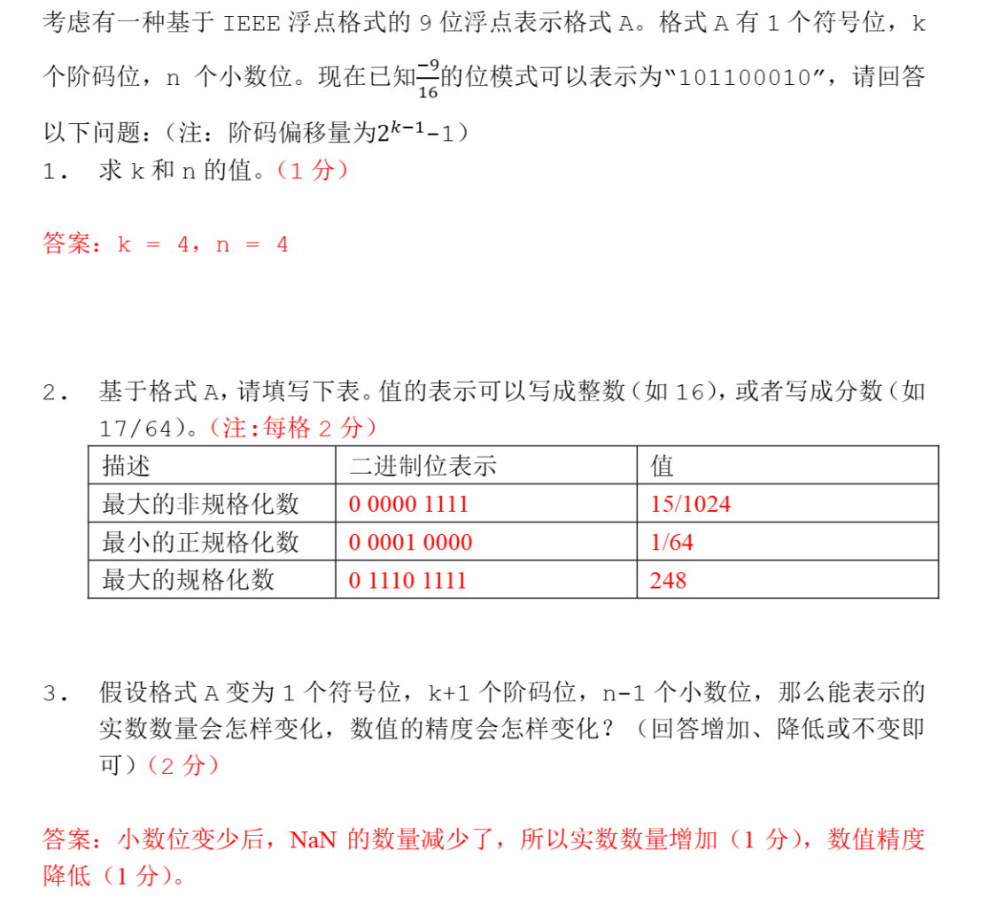 考虑有一种基于 IEEE 浮点格式的 9 位浮点表示格式 A。格式 A 有 1 个符号位，k
个阶码位，n 个小数位。现在已知$\frac{-9}{16}$的位模式可以表示为“101100010”，请回答
以下问题：（注：阶码偏移量为$2^{k-1}$-1）
1. 求 k 和 n 的值。（1 分）
答案：k = 4，n = 4
2. 基于格式 A，请填写下表。值的表示可以写成整数（如 16），或者写成分数（如
17/64）。（注:每格 2 分）
描述 二进制位表示 值
最大的非规格化数 0 0000 1111 15/1024
最小的正规格化数 0 0001 0000 1/64
最大的规格化数 0 1110 1111 248
3. 假设格式 A 变为 1 个符号位，k+1 个阶码位，n-1 个小数位，那么能表示的
实数数量会怎样变化，数值的精度会怎样变化？（回答增加、降低或不变即
可）（2 分）
答案：小数位变少后，NaN 的数量减少了，所以实数数量增加（1 分），数值精度
降低（1 分）。